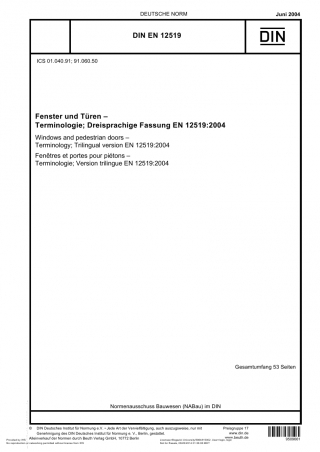 DEUTSCHE NORM
Juni 2004
DIN EN 12519
DIN
ICS 01.040.91; 91.060.50
Fenster und Türen –
Terminologie; Dreisprachige Fassung EN 12519:2004
Windows and pedestrian doors –
Terminology; Trilingual version EN 12519:2004
Fenêtres et portes pour piétons –
Terminologie; Version trilingue EN 12519:2004
Gesamtumfang 53 Seiten
Normenausschuss Bauwesen (NABau) im DIN
© DIN Deutsches Institut für Normung e.V. – Jede Art der Vervielfältigung, auch auszugsweise, nur mit
Genehmigung des DIN Deutsches Institut für Normung e. V., Berlin, gestattet.
Alleinverkauf der Normen durch Beuth Verlag GmbH, 10772 Berlin
Preisgruppe 17
www.din.de
www.beuth.de